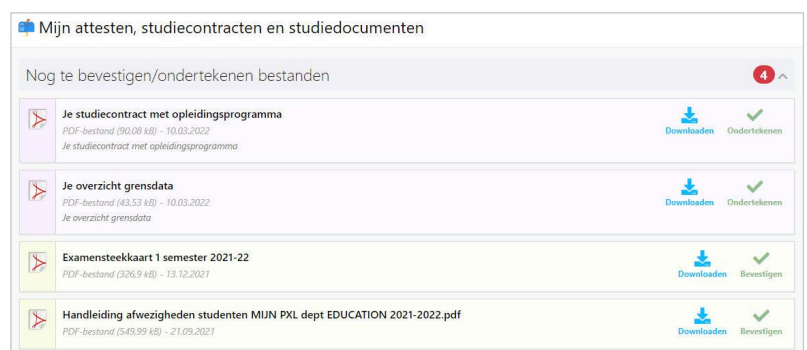 Mijn attesten, studiecontracten en studiedocumenten
Nog te bevestigen/ondertekenen bestanden 4
Je studiecontract met opleidingsprogramma
PDF-bestand (90,08 kB) - 10.03.2022
Je studiecontract met opleidingsprogramma
Downloaden Ondertekenen
Je overzicht grensdata
PDF-bestand (43,53 kB) - 10.03.2022
Je overzicht grensdata
Downloaden Ondertekenen
Examensteekkaart 1 semester 2021-22
PDF-bestand (326,9 kB) - 13.12.2021
Downloaden Bevestigen
Handleiding afwezigheden studenten MIJN PXL dept EDUCATION 2021-2022.pdf
PDF-bestand (549,99 kB) - 21.09.2021
Downloaden Bevestigen